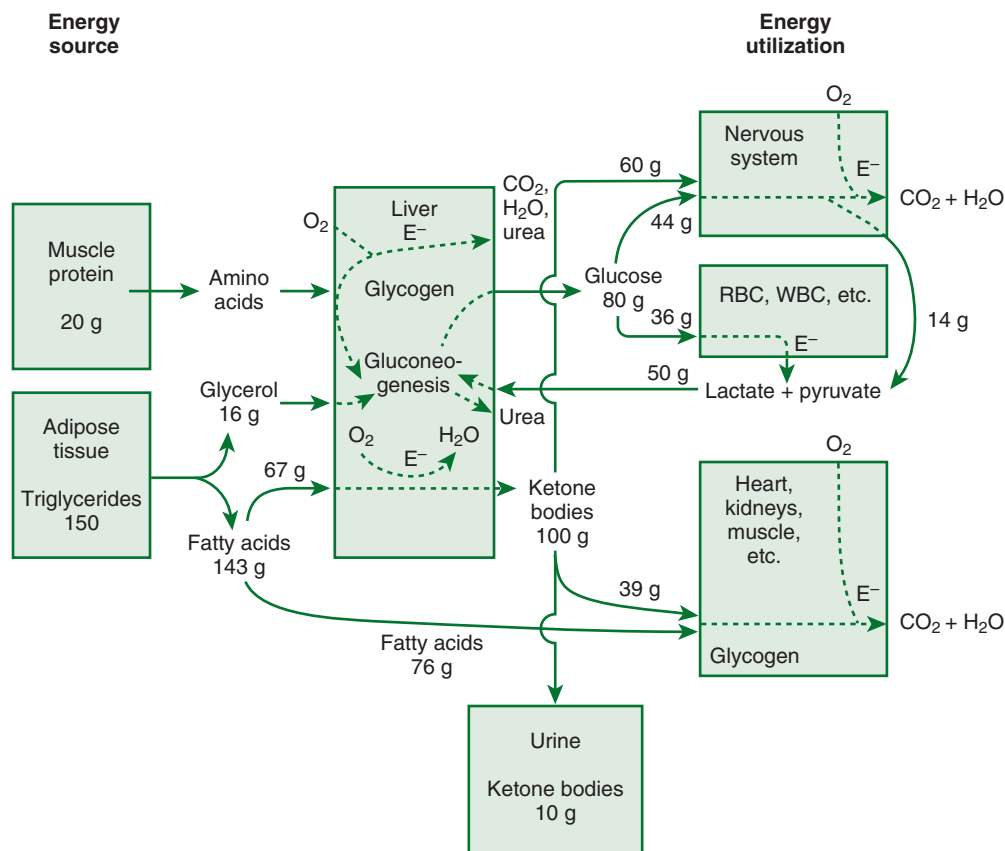 Energy
source
Energy
utilization
O₂
Nervous
system
E⁻
CO₂ + H₂O
60 g
44 g
CO₂,
H₂O,
urea
Liver
E⁻
O₂
Muscle
protein
20 g
Amino
acids
Glycogen
Glucose
80 g
RBC, WBC, etc.
36 g
E⁻
14 g
Gluconeo-
genesis
50 g
Lactate + pyruvate
Glycerol
16 g
Urea
Adipose
tissue
Triglycerides
150
O₂
H₂O
E⁻
67 g
Fatty acids
143 g
Ketone
bodies
100 g
O₂
Heart,
kidneys,
muscle,
etc.
E⁻
CO₂ + H₂O
39 g
Glycogen
Fatty acids
76 g
Urine
Ketone bodies
10 g